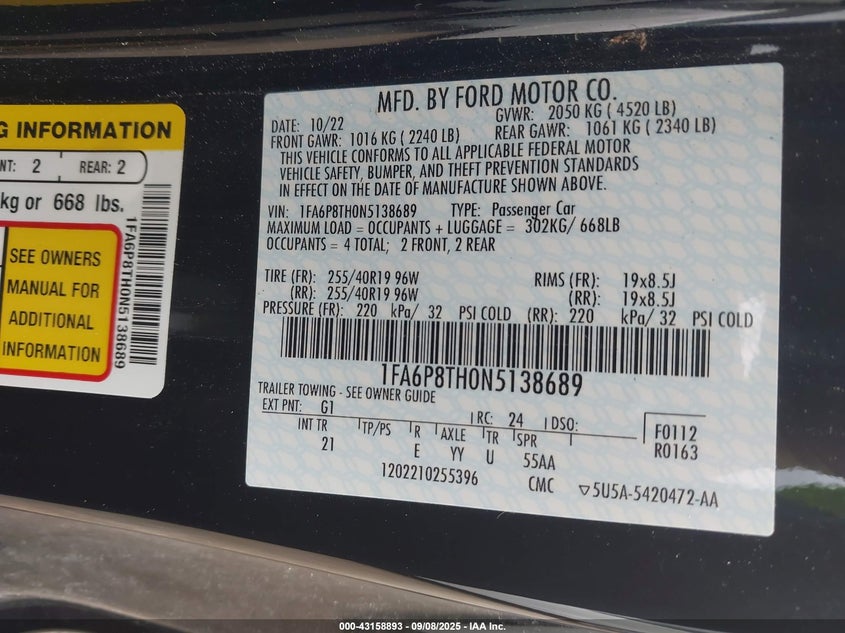 G INFORMATION
NT: 2 REAR: 2
kg or 668 lbs.
SEE OWNERS
MANUAL FOR
ADDITIONAL
INFORMATION
1FA6P8TH0N5138689
MFD. BY FORD MOTOR CO.
DATE: 10/22 GVWR: 2050 KG ( 4520 LB)
FRONT GAWR: 1016 KG ( 2240 LB) REAR GAWR: 1061 KG ( 2340 LB)
THIS VEHICLE CONFORMS TO ALL APPLICABLE FEDERAL MOTOR
VEHICLE SAFETY, BUMPER, AND THEFT PREVENTION STANDARDS
IN EFFECT ON THE DATE OF MANUFACTURE SHOWN ABOVE.
VIN: 1FA6P8TH0N5138689 TYPE: Passenger Car
MAXIMUM LOAD = OCCUPANTS + LUGGAGE = 302KG/ 668LB
OCCUPANTS = 4 TOTAL; 2 FRONT, 2 REAR
TIRE (FR): 255/40R19 96W RIMS (FR): 19x8.5J
(RR): 255/40R19 96W (RR): 19x8.5J
PRESSURE (FR): 220 kPa/ 32 PSI COLD (RR): 220 kPa/ 32 PSI COLD
1FA6P8TH0N5138689
TRAILER TOWING - SEE OWNER GUIDE
EXT PNT: G1 RC: 24 DSO:
INT TR TP/PS R AXLE TR SPR F0112
21 E YY U 55AA R0163
1202210255396 CMC ▽5U5A-5420472-AA
000-43158893 - 09/08/2025 - IAA Inc.